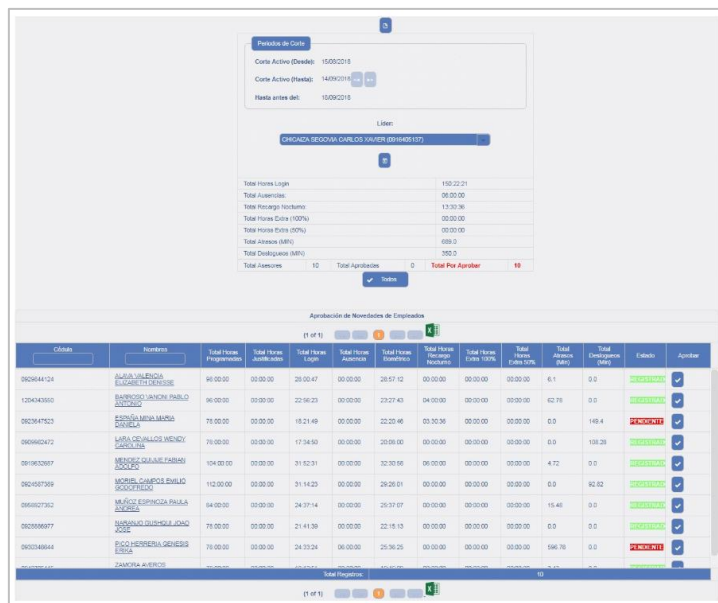 Periodos de Corte
Corte Activo (Desde): 15/08/2018
Corte Activo (Hasta): 14/09/2018
Hasta antes del: 18/09/2018
Líder:
CHICAIZA SEGOVIA CARLOS XAVIER (0916405137)
Total Horas Login 150:22:21
Total Ausencias: 06:00:00
Total Recargo Nocturno: 13:30:36
Total Horas Extra (100%) 00:00:00
Total Horas Extra (50%) 00:00:00
Total Atrasos (MIN) 689.0
Total Deslogueos (MIN) 350.0
Total Asesores 10 Total Aprobadas 0 Total Por Aprobar 10
Todos
Aprobación de Novedades de Empleados
(1 of 1) 1
Cédula Nombres Total Horas Programadas Total Horas Justificadas Total Horas Login Total Horas Ausencia Total Horas Biométrico Total Horas Recargo Nocturno Total Horas Extra 100% Total Horas Extra 50% Total Atrasos (Min) Total Deslogueos (Min) Estado Aprobar
0929844124 ALAVA VALENCIA ELIZABETH DENISSE 96:00:00 00:00:00 28:00:47 00:00:00 28:57:12 00:00:00 00:00:00 00:00:00 6.1 0.0
1204343560 BARROSO VANONI PABLO ANTONIO 96:00:00 00:00:00 22:59:23 00:00:00 23:27:43 04:00:00 00:00:00 00:00:00 62.78 0.0
0923647523 ESPAÑA MINA MARIA DANIELA 78:00:00 00:00:00 18:21:49 00:00:00 22:20:46 03:30:36 00:00:00 00:00:00 0.0 149.4 PENDIENTE
0909902472 LARA CEVALLOS WENDY CAROLINA 70:00:00 00:00:00 17:34:50 00:00:00 20:08:00 00:00:00 00:00:00 00:00:00 0.0 108.28
0919632687 MENDEZ QUIJIJE FABIAN ADOLFO 104:00:00 00:00:00 31:52:31 00:00:00 32:30:56 06:00:00 00:00:00 00:00:00 4.72 0.0
0924587369 MORIEL CAMPOS EMILIO GODOFREDO 112:00:00 00:00:00 31:14:23 00:00:00 29:26:01 00:00:00 00:00:00 00:00:00 0.0 92.82
MUÑOZ ESPINOZA PAULA ANDREA 84:00:00 00:00:00 24:37:14 00:00:00 25:37:07 00:00:00 00:00:00 00:00:00 15.48 0.0
NARANJO GUSHQUI JOAO JOSE 78:00:00 00:00:00 21:41:39 00:00:00 22:15:13 00:00:00 00:00:00 00:00:00 0.0 0.0
PICO HERRERIA GENESIS ERIKA 78:00:00 00:00:00 24:33:24 06:00:00 25:36:25 00:00:00 00:00:00 00:00:00 596.78 0.0 PENDIENTE
ZAMORA AVEROS
Total Registros: 10
(1 of 1) 1